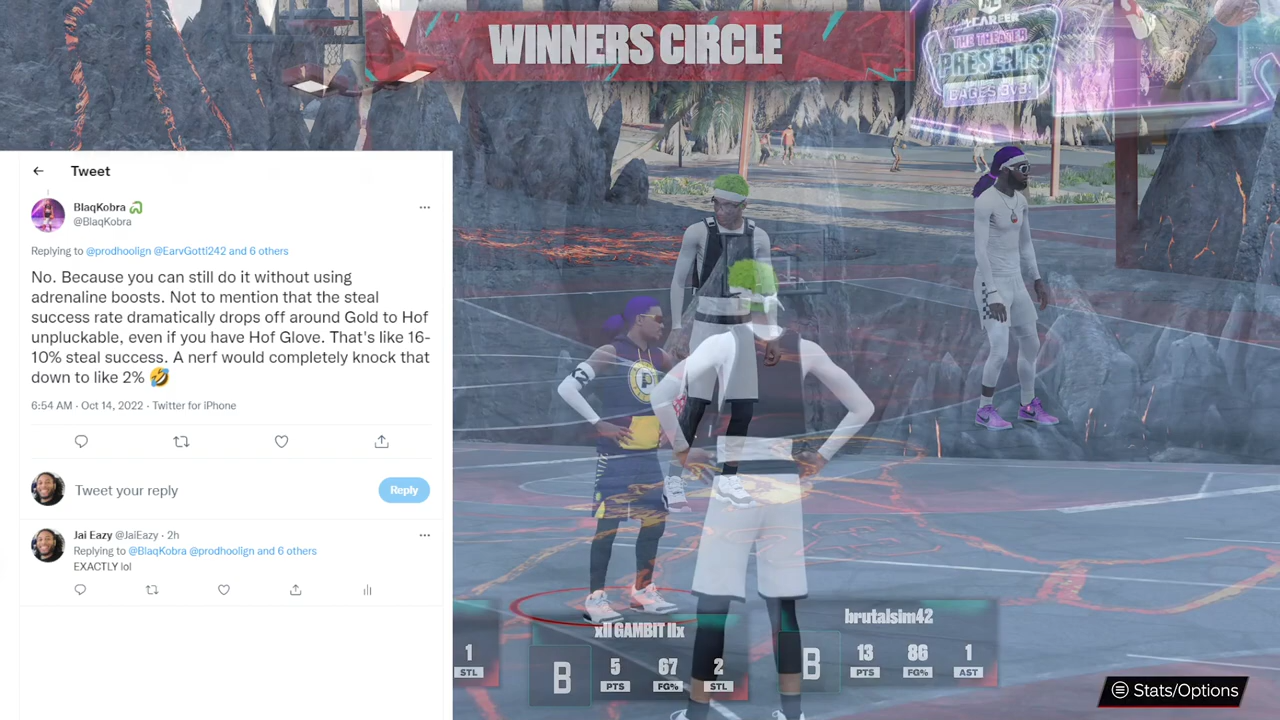 WINNERS CIRCLE
CAREER
THE THEATER
PRESENTS
Tweet
BlaqKobra
@BlaqKobra
Replying to @prodhoolign @EarvGotti242 and 6 others
No. Because you can still do it without using
adrenaline boosts. Not to mention that the steal
success rate dramatically drops off around Gold to Hof
unpluckable, even if you have Hof Glove. That's like 16-
10% steal success. A nerf would completely knock that
down to like 2% 🤣
6:54 AM · Oct 14, 2022 · Twitter for iPhone
Tweet your reply
Reply
Jai Eazy @JaiEazy · 2h
Replying to @BlaqKobra @prodhoolign and 6 others
EXACTLY lol
1
STL
xII GAMBIT IIx
B
5 67 2
PTS FG% STL
brutalsim42
B
13 86 1
PTS FG% AST
Stats/Options